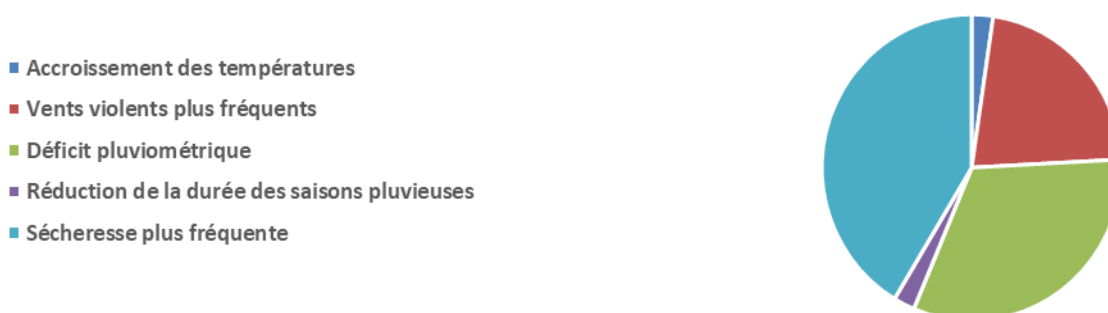 Accroissement des températures
Vents violents plus fréquents
Déficit pluviométrique
Réduction de la durée des saisons pluvieuses
Sécheresse plus fréquente